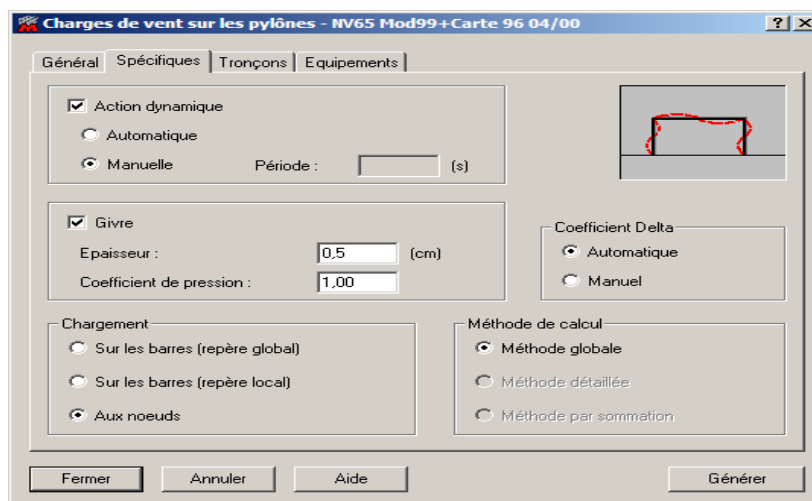 Charges de vent sur les pylônes - NV65 Mod99+Carte 96 04/00
Général Spécifiques Tronçons Equipements
Action dynamique
Automatique
Manuelle Période : (s)
Givre
Epaisseur : 0,5 (cm)
Coefficient de pression : 1,00
Coefficient Delta
Automatique
Manuel
Chargement
Sur les barres (repère global)
Sur les barres (repère local)
Aux noeuds
Méthode de calcul
Méthode globale
Méthode détaillée
Méthode par sommation
Fermer Annuler Aide Générer